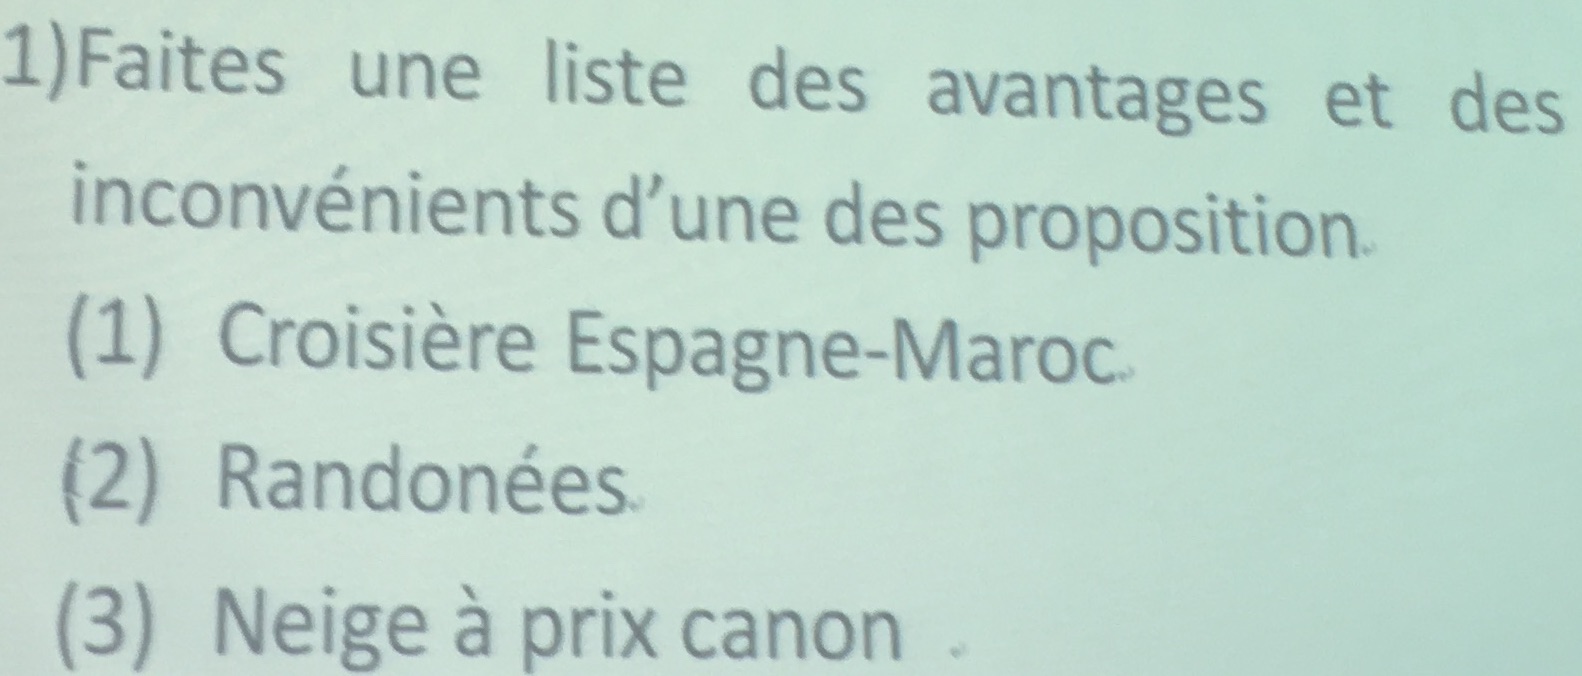 1)Faites une liste des avantages et des
inconvénients d’une des proposition.
(1) Croisière Espagne-Maroc.
(2) Randonées.
(3) Neige à prix canon .